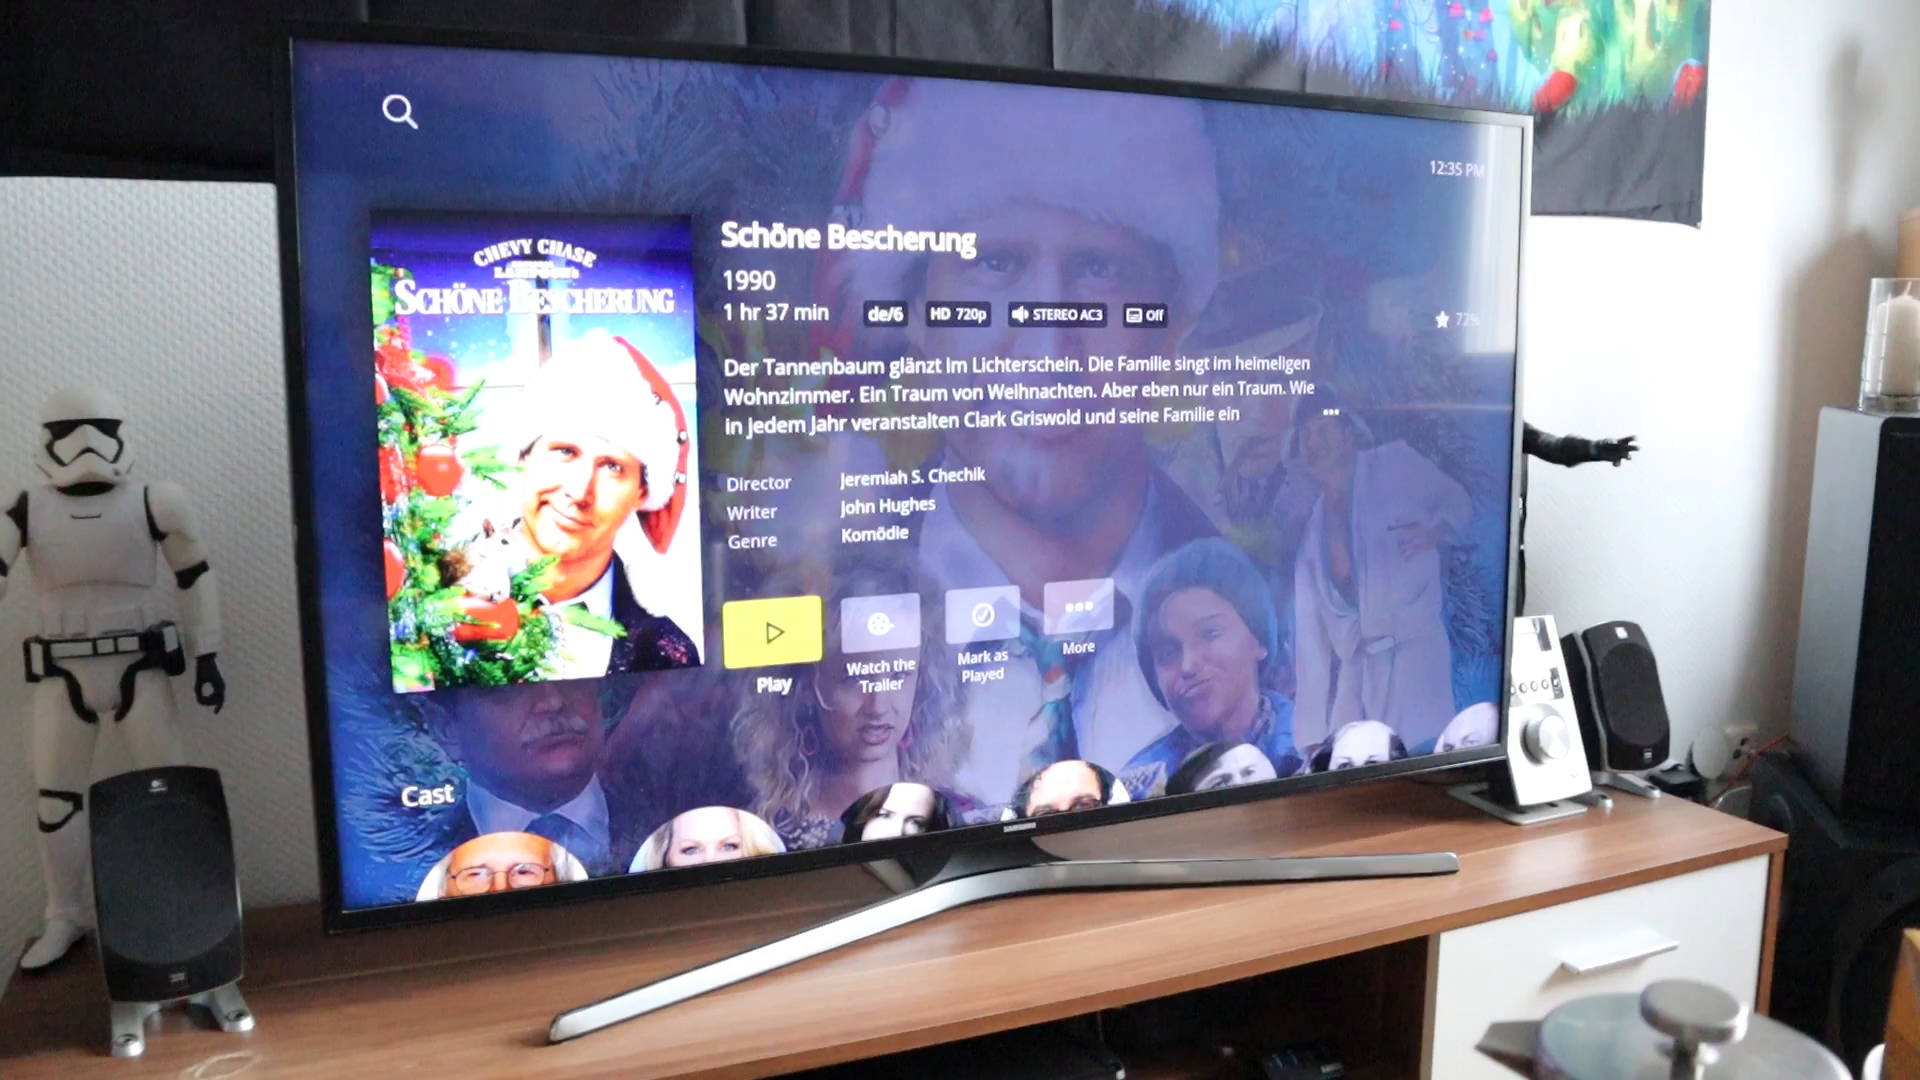 12:35 PM
CHEVY CHASE
LAMPOON's
SCHÖNE BESCHERUNG
Schöne Bescherung
1990
1 hr 37 min de/6 HD 720p STEREO AC3 Off
72%
Der Tannenbaum glänzt im Lichterschein. Die Familie singt im heimeligen
Wohnzimmer. Ein Traum von Weihnachten. Aber eben nur ein Traum. Wie
in jedem Jahr veranstalten Clark Griswold und seine Familie ein ...
Director Jeremiah S. Chechik
Writer John Hughes
Genre Komödie
Play
Watch the
Trailer
Mark as
Played
More
Cast
SAMSUNG